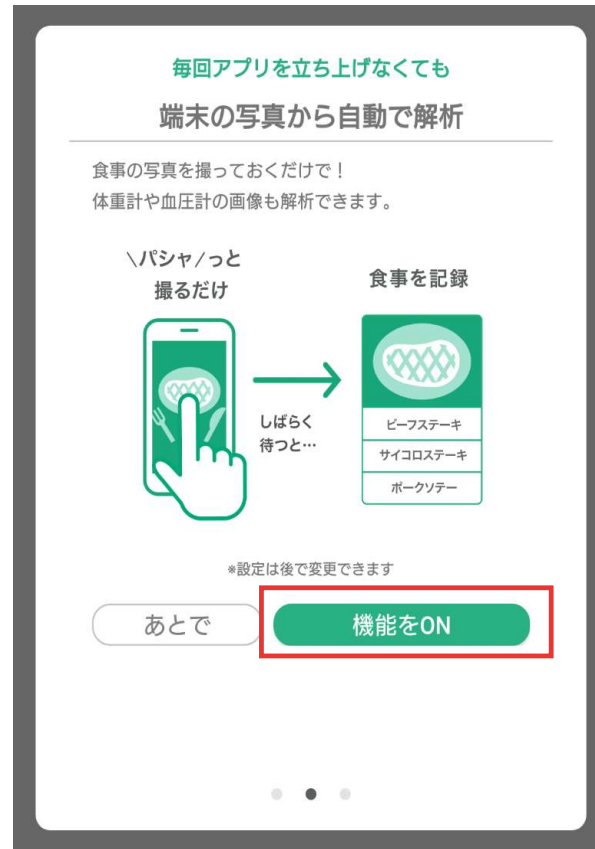 毎回アプリを立ち上げなくても
端末の写真から自動で解析
食事の写真を撮っておくだけで！
体重計や血圧計の画像も解析できます。
\パシャ/っと
撮るだけ
食事を記録
しばらく
待つと…
ビーフステーキ
サイコロステーキ
ポークソテー
※設定は後で変更できます
あとで
機能をON